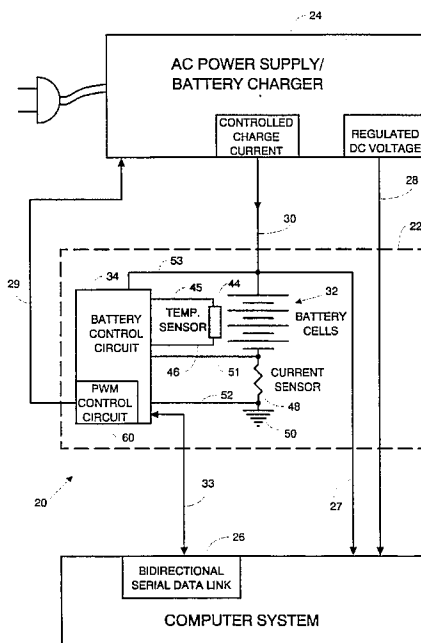 24
AC POWER SUPPLY/
BATTERY CHARGER
CONTROLLED
CHARGE
CURRENT
REGULATED
DC VOLTAGE
28
30
22
53
34
45
44
32
29
BATTERY
CONTROL
CIRCUIT
TEMP.
SENSOR
BATTERY
CELLS
46
51
CURRENT
SENSOR
PWM
CONTROL
CIRCUIT
52
48
50
60
20
33
27
26
BIDIRECTIONAL
SERIAL DATA LINK
COMPUTER SYSTEM